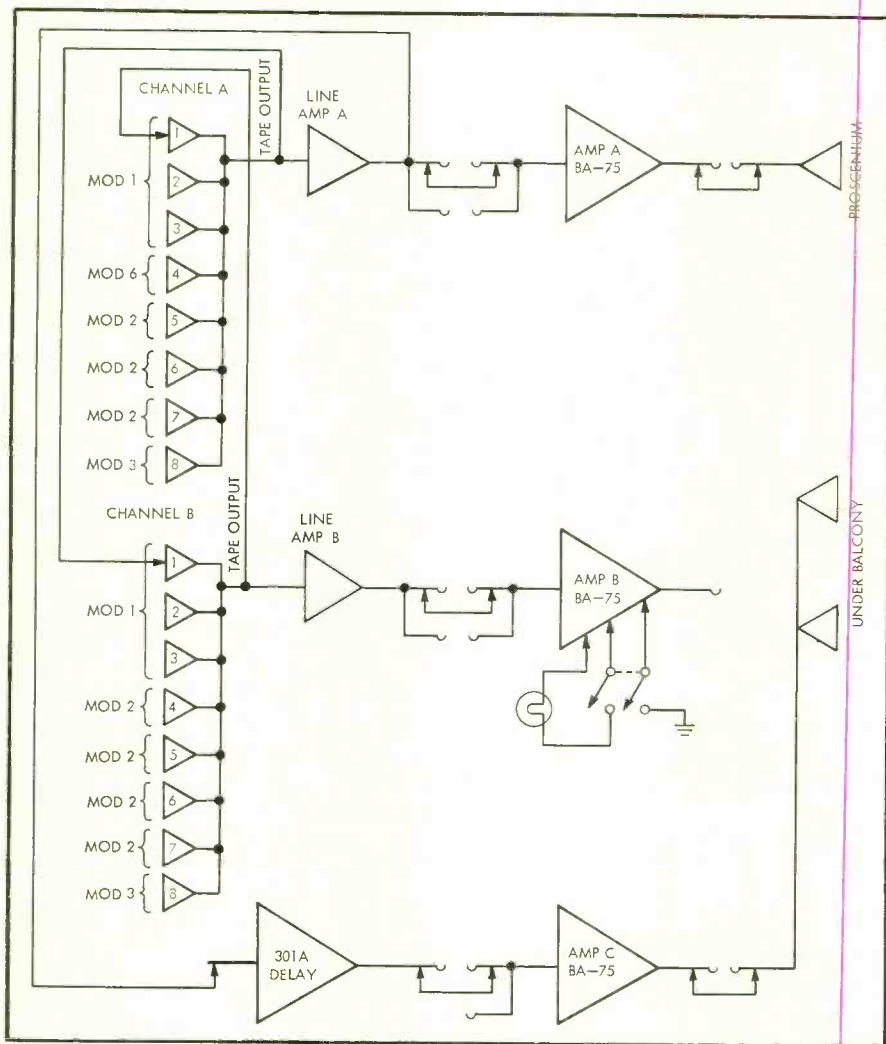 CHANNEL A
TAPE OUTPUT
LINE
AMP A
AMP A
BA-75
PROSCENIUM
MOD 1
1
2
3
MOD 6
4
MOD 2
5
MOD 2
6
MOD 2
7
MOD 3
8
CHANNEL B
TAPE OUTPUT
LINE
AMP B
AMP B
BA-75
UNDER BALCONY
MOD 1
1
2
3
MOD 2
4
MOD 2
5
MOD 2
6
MOD 2
7
MOD 3
8
301A
DELAY
AMP C
BA-75